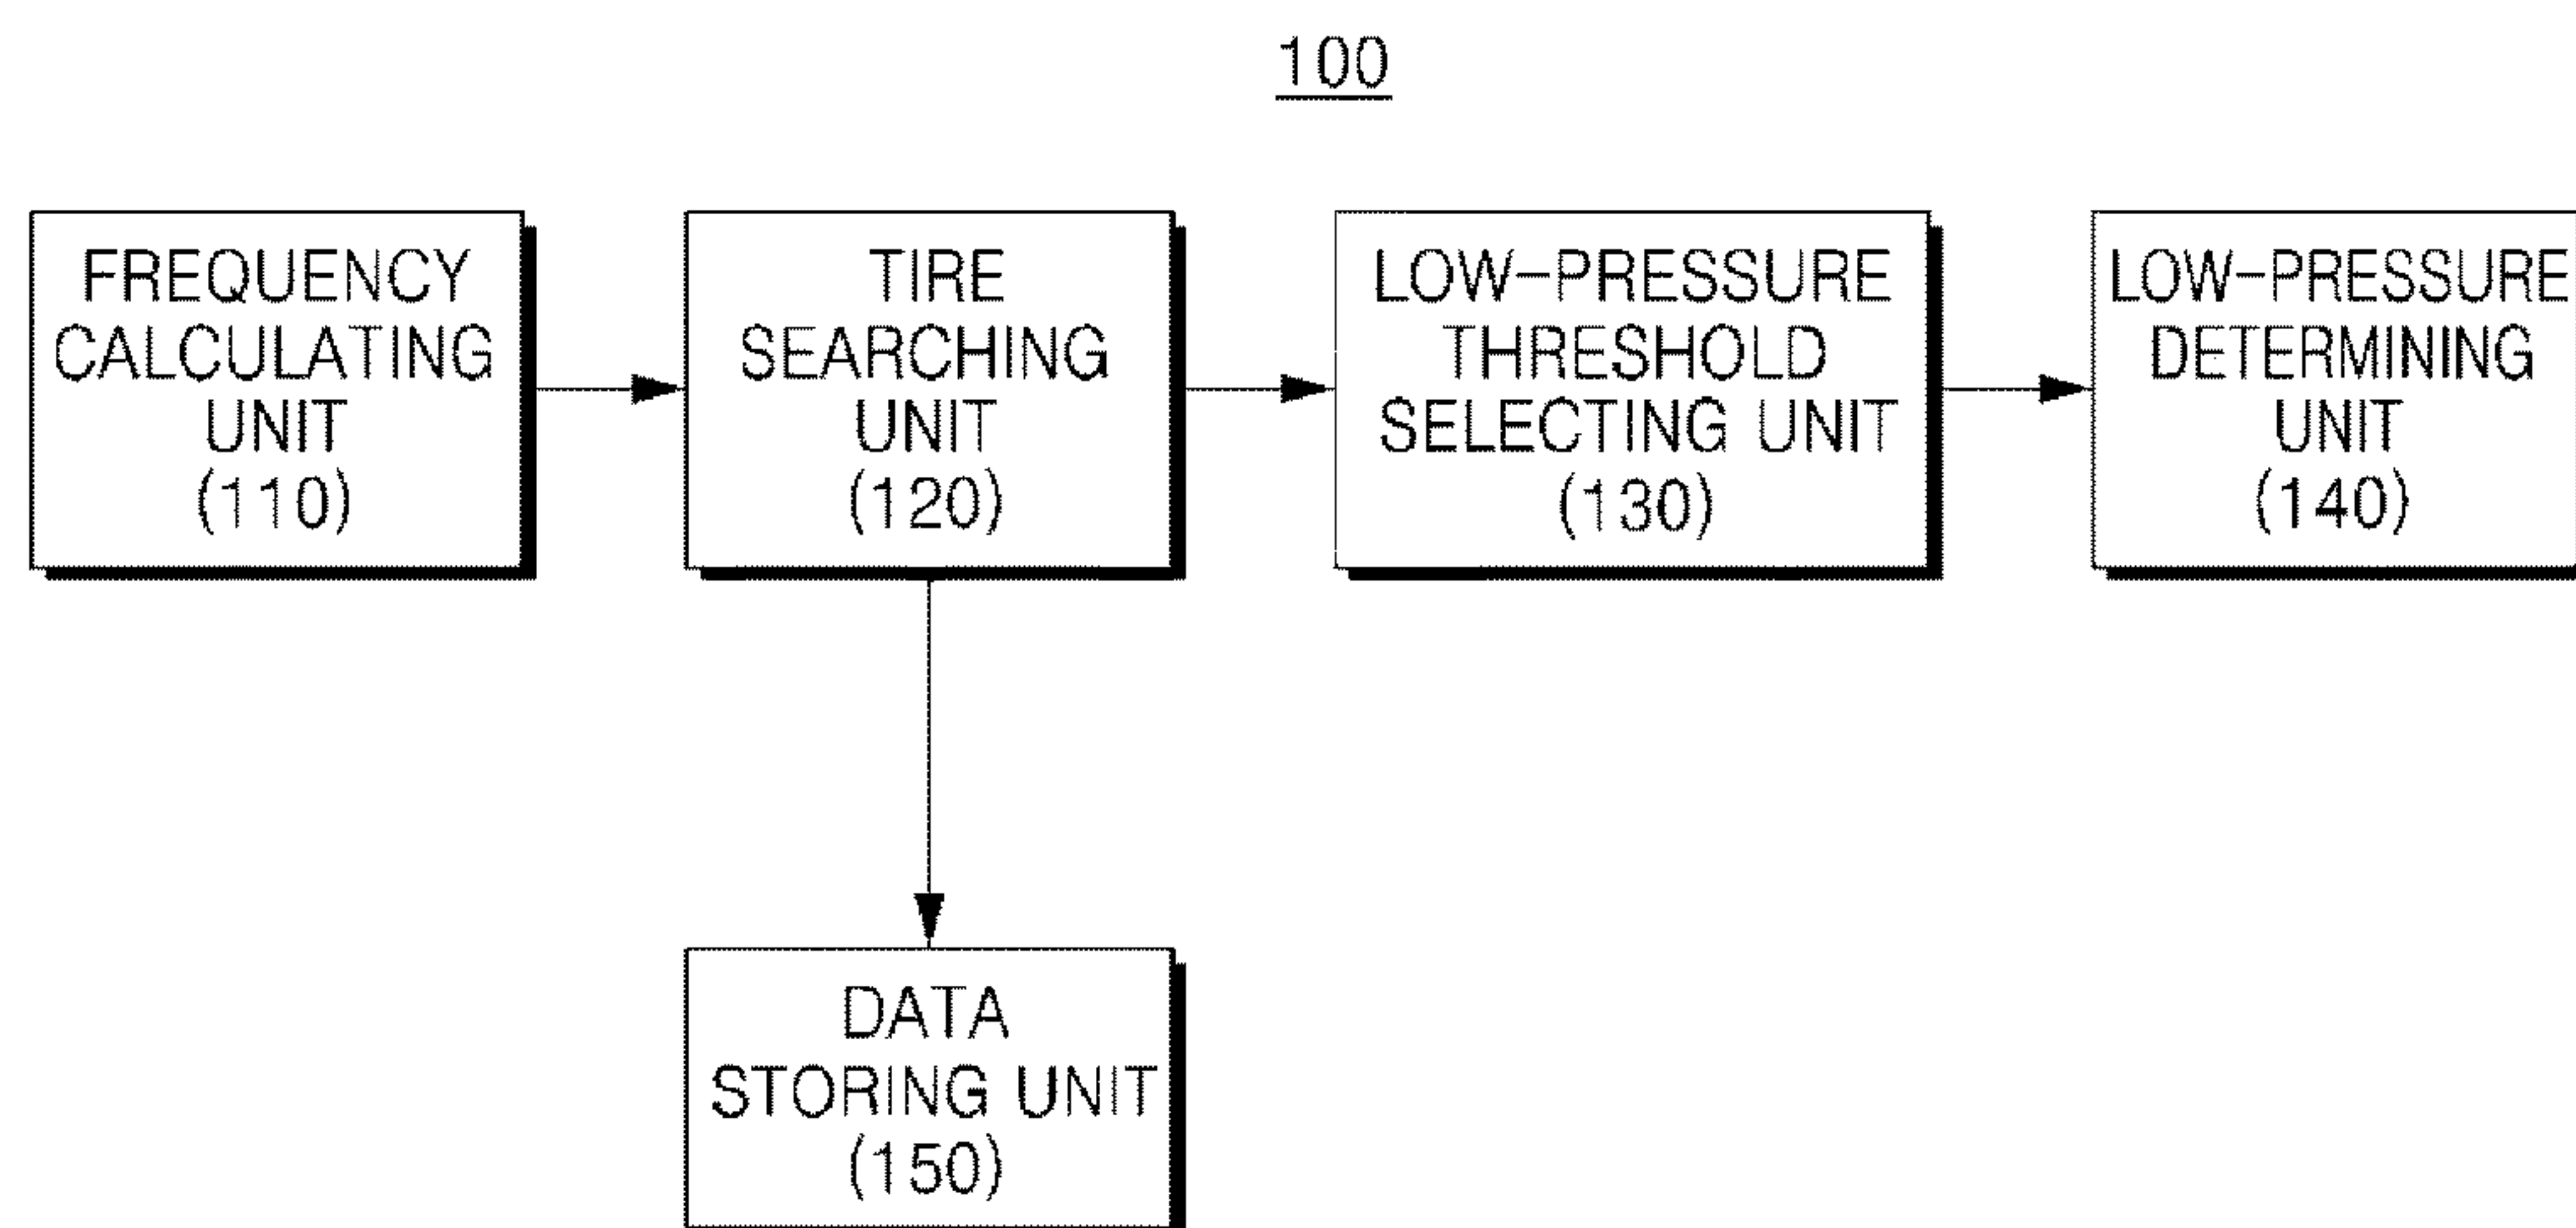 100
FREQUENCY
CALCULATING
UNIT
(110)
TIRE
SEARCHING
UNIT
(120)
LOW-PRESSURE
THRESHOLD
SELECTING UNIT
(130)
LOW-PRESSURE
DETERMINING
UNIT
(140)
DATA
STORING UNIT
(150)